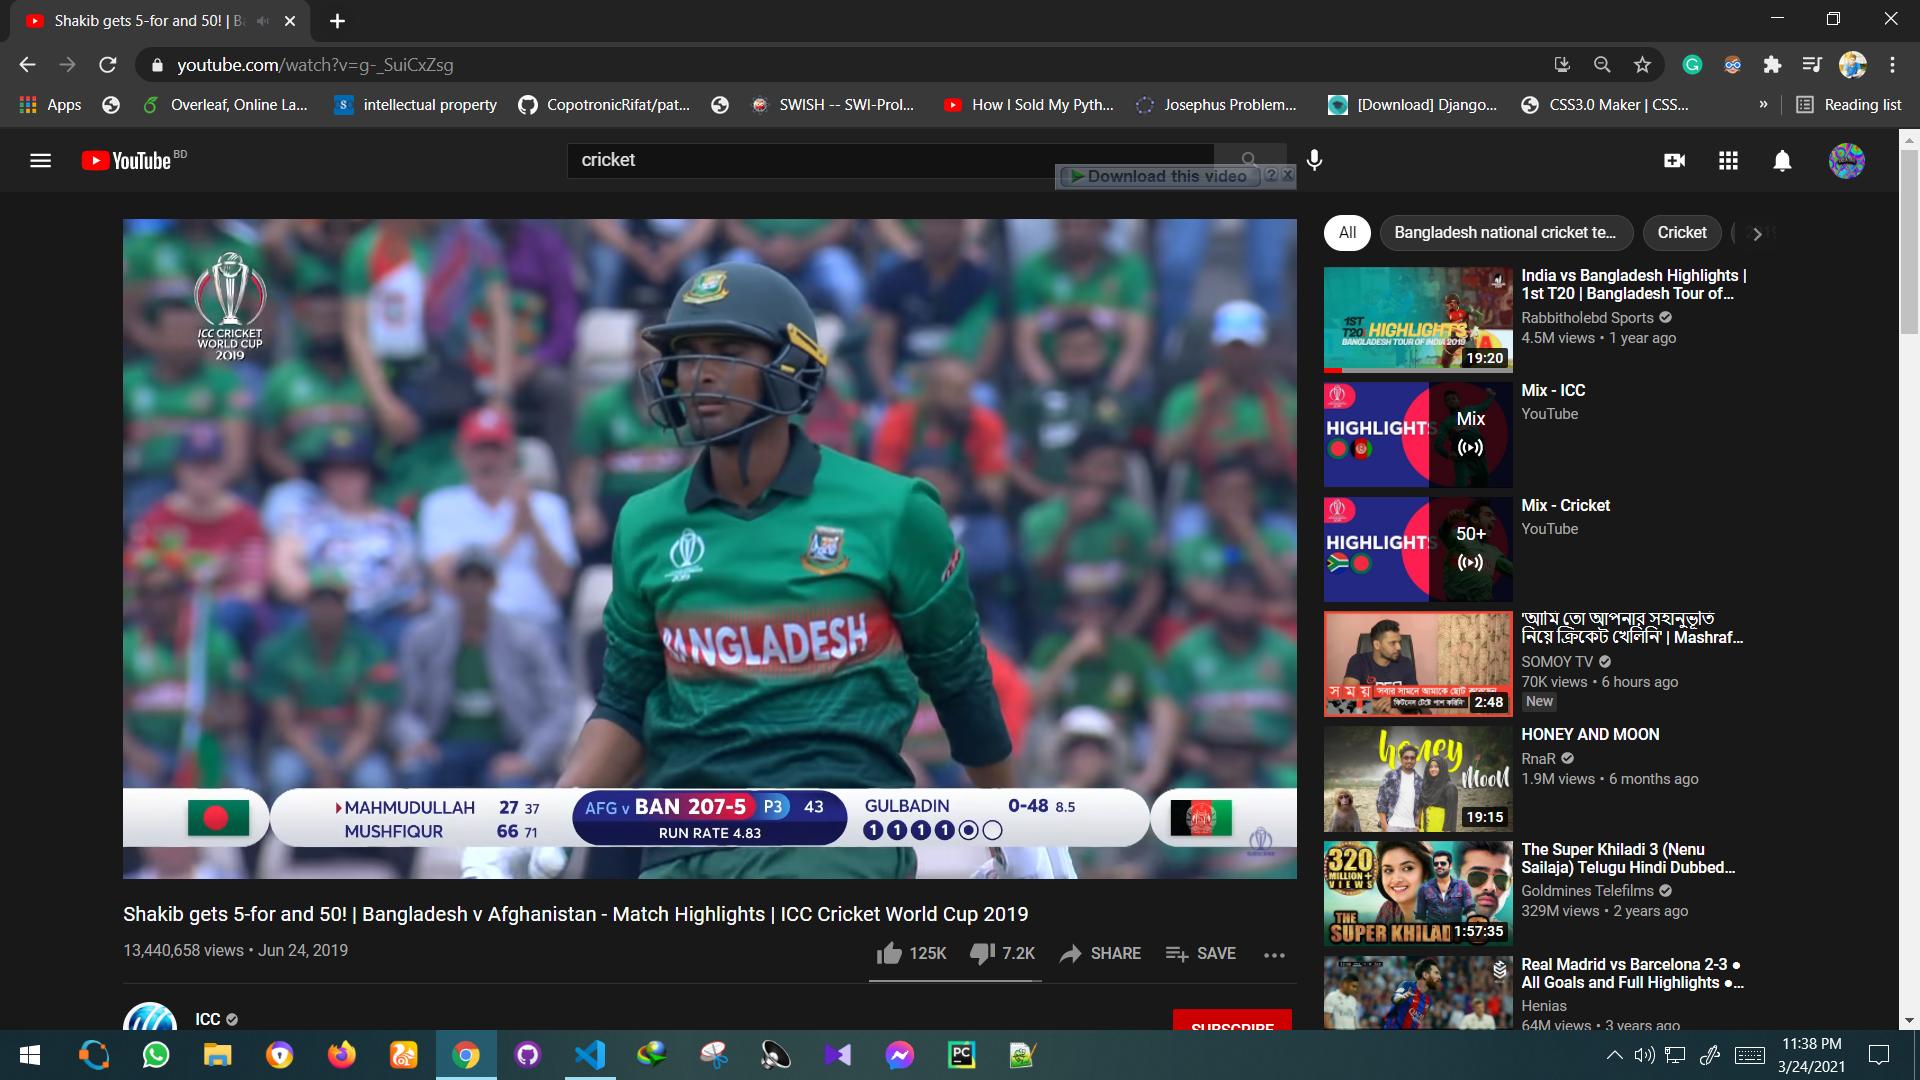 Shakib gets 5-for and 50! | B
youtube.com/watch?v=g-_SuiCxZsg
Apps
Overleaf, Online La...
intellectual property
CopotronicRifat/pat...
SWISH -- SWI-Prol...
How I Sold My Pyth...
Josephus Problem...
[Download] Django...
CSS3.0 Maker | CSS...
»
Reading list
YouTube BD
cricket
Download this video ? X
ICC CRICKET
WORLD CUP
2019
BANGLADESH
MAHMUDULLAH 27 37
MUSHFIQUR 66 71
AFG v BAN 207-5 P3 43
RUN RATE 4.83
GULBADIN 0-48 8.5
1 1 1 1
Shakib gets 5-for and 50! | Bangladesh v Afghanistan - Match Highlights | ICC Cricket World Cup 2019
13,440,658 views • Jun 24, 2019
125K
7.2K
SHARE
SAVE
ICC
SUBSCRIBE
All
Bangladesh national cricket te...
Cricket
1ST
T20 HIGHLIGHTS
BANGLADESH TOUR OF INDIA 2019
19:20
India vs Bangladesh Highlights |
1st T20 | Bangladesh Tour of...
Rabbitholebd Sports
4.5M views • 1 year ago
HIGHLIGHTS
Mix
Mix - ICC
YouTube
HIGHLIGHTS
50+
Mix - Cricket
YouTube
সময়
সবার সামনে আমাকে ছোট করেছেন
2:48
'আমি তো আপনার সহানুভূতি
নিয়ে ক্রিকেট খেলিনি' | Mashraf...
SOMOY TV
70K views • 6 hours ago
New
honey
MOON
19:15
HONEY AND MOON
RnaR
1.9M views • 6 months ago
320
MILLION+
VIEWS
THE
SUPER KHILAD
1:57:35
The Super Khiladi 3 (Nenu
Sailaja) Telugu Hindi Dubbed...
Goldmines Telefilms
329M views • 2 years ago
Real Madrid vs Barcelona 2-3 ●
All Goals and Full Highlights ●...
Henias
64M views • 3 years ago
PC
11:38 PM
3/24/2021